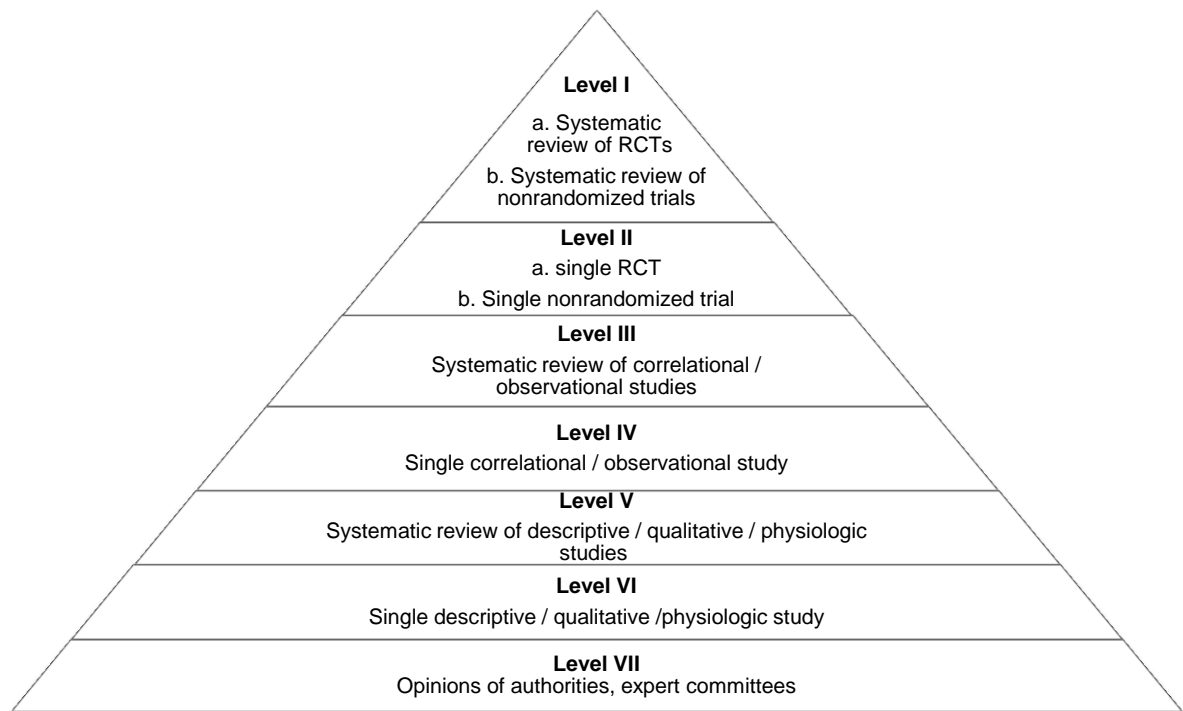 Level I
a. Systematic
review of RCTs
b. Systematic review of
nonrandomized trials
Level II
a. single RCT
b. Single nonrandomized trial
Level III
Systematic review of correlational /
observational studies
Level IV
Single correlational / observational study
Level V
Systematic review of descriptive / qualitative / physiologic
studies
Level VI
Single descriptive / qualitative /physiologic study
Level VII
Opinions of authorities, expert committees